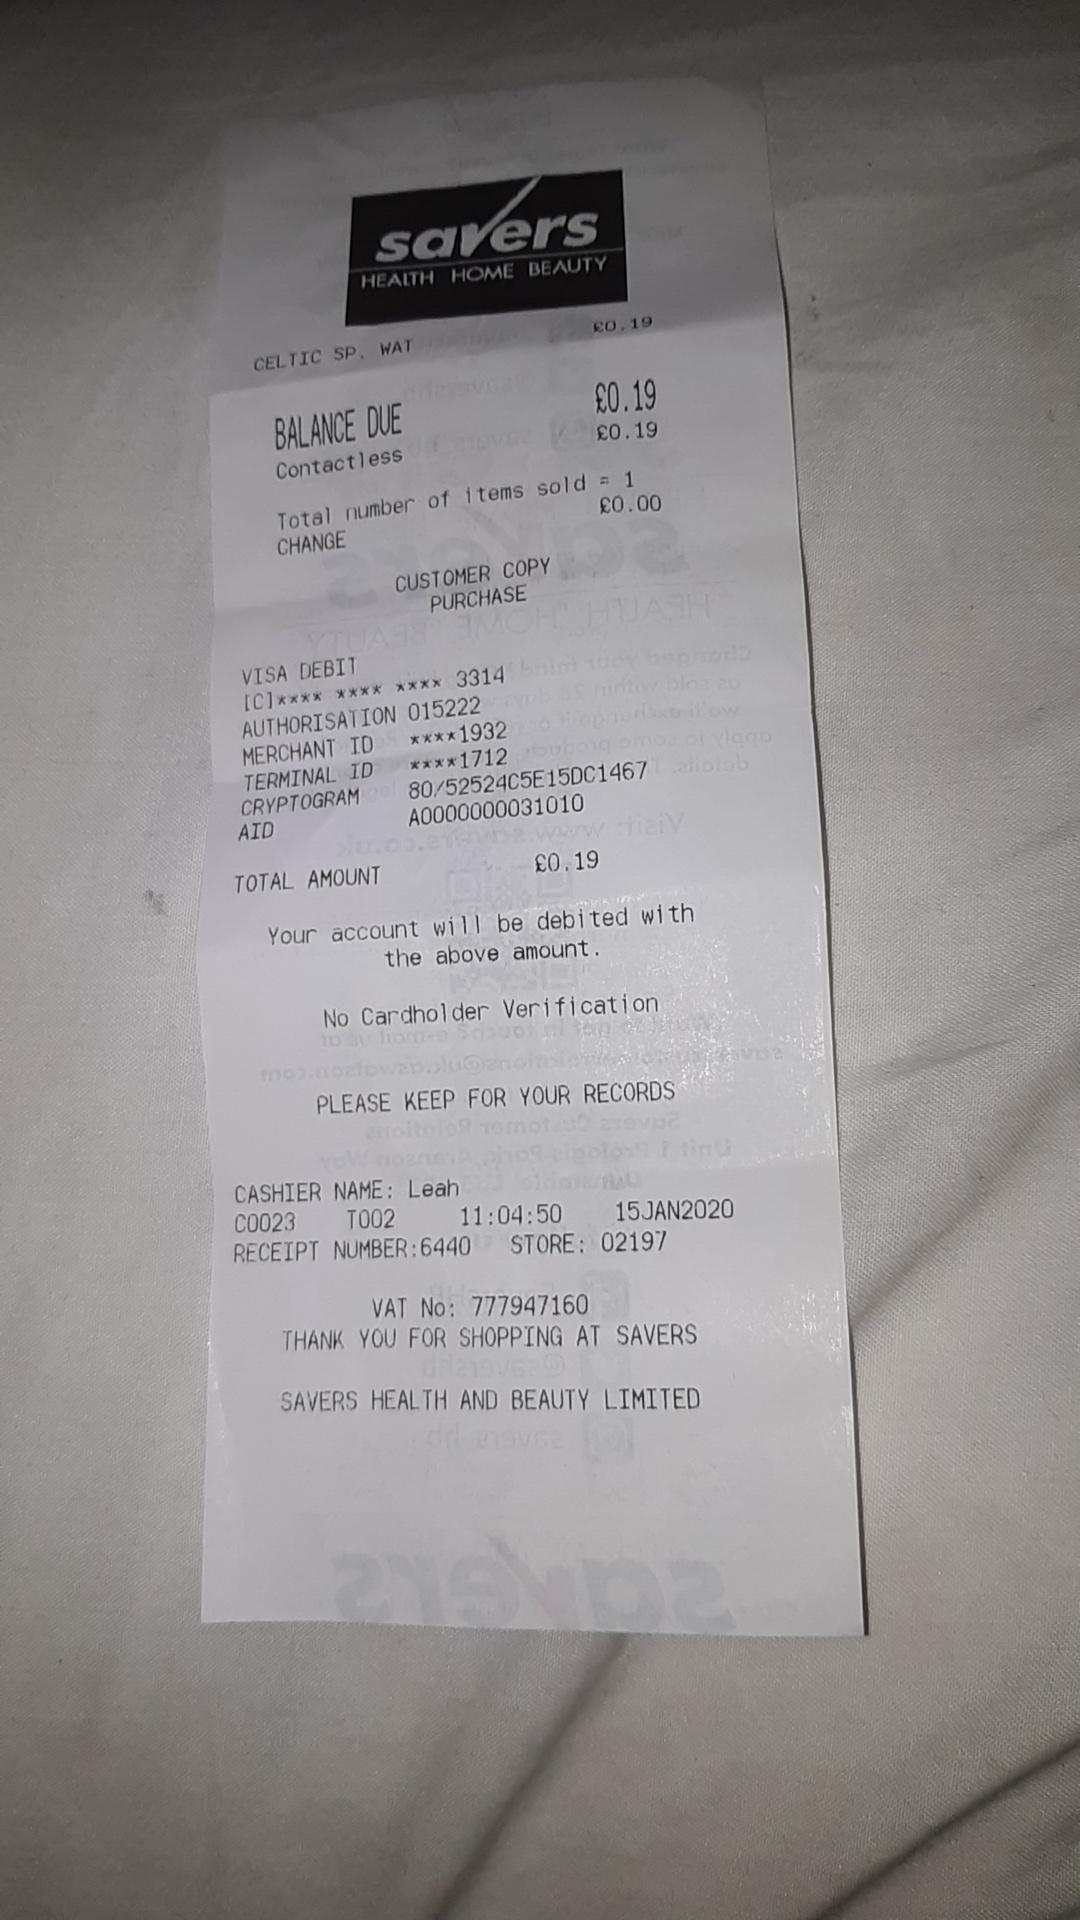 savers
HEALTH HOME BEAUTY
CELTIC SP. WAT £0.19
BALANCE DUE £0.19
Contactless £0.19
Total number of items sold = 1
CHANGE £0.00
CUSTOMER COPY
PURCHASE
VISA DEBIT
[C]**** **** **** 3314
AUTHORISATION 015222
MERCHANT ID ****1932
TERMINAL ID ****1712
CRYPTOGRAM 80/52524C5E15DC1467
AID A0000000031010
TOTAL AMOUNT £0.19
Your account will be debited with
the above amount.
No Cardholder Verification
PLEASE KEEP FOR YOUR RECORDS
CASHIER NAME: Leah
C0023 T002 11:04:50 15JAN2020
RECEIPT NUMBER:6440 STORE: 02197
VAT No: 777947160
THANK YOU FOR SHOPPING AT SAVERS
SAVERS HEALTH AND BEAUTY LIMITED